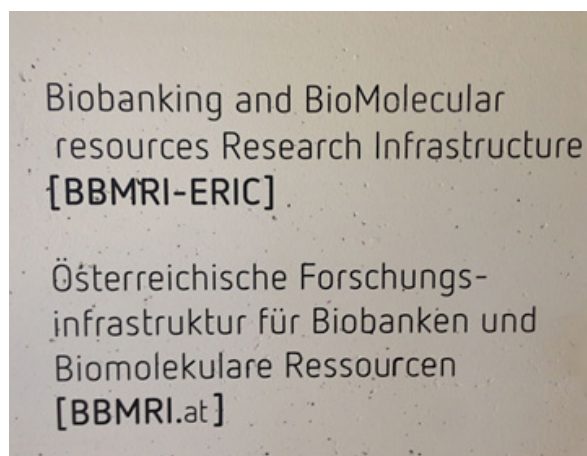 Biobanking and BioMolecular
resources Research Infrastructure
[BBMRI-ERIC]
Österreichische Forschungs-
infrastruktur für Biobanken und
Biomolekulare Ressourcen
[BBMRI.at]